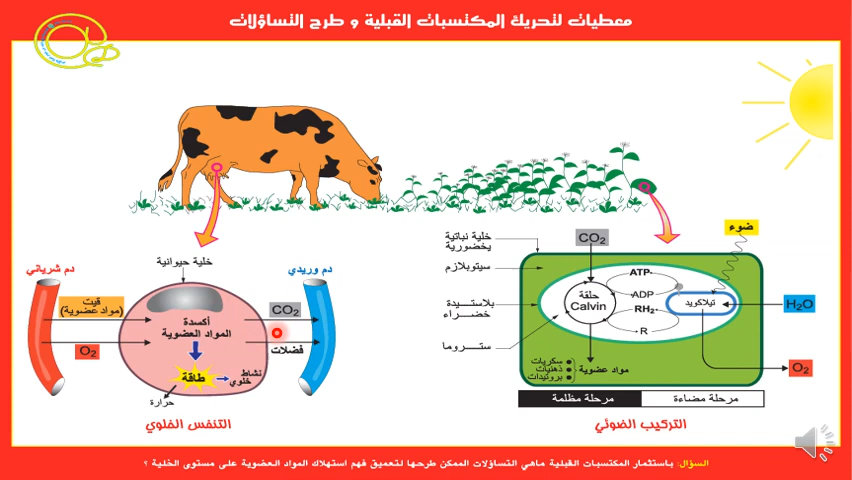 معطيات لتحريك المكتسبات القبلية و طرح التساؤلات
دم شرياني
خلية حيوانية
دم وريدي
قيت
(مواد عضوية)
O₂
أكسدة
المواد العضوية
طاقة
نشاط
خلوي
حرارة
CO₂
فضلات
التنفس الخلوي
خلية نباتية
يخضورية
سيتوبلازم
بلاستيدة
خضراء
ستروما
CO₂
ضوء
ATP
ADP
RH₂
R
حلقة
Calvin
تيلاكويد
H₂O
O₂
مواد عضوية
سكريات
دهنيات
بروتيدات
مرحلة مظلمة
مرحلة مضاءة
التركيب الضوئي
السؤال: باستثمار المكتسبات القبلية ماهي التساؤلات الممكن طرحها لتعميق فهم استهلاك المواد العضوية على مستوى الخلية ؟